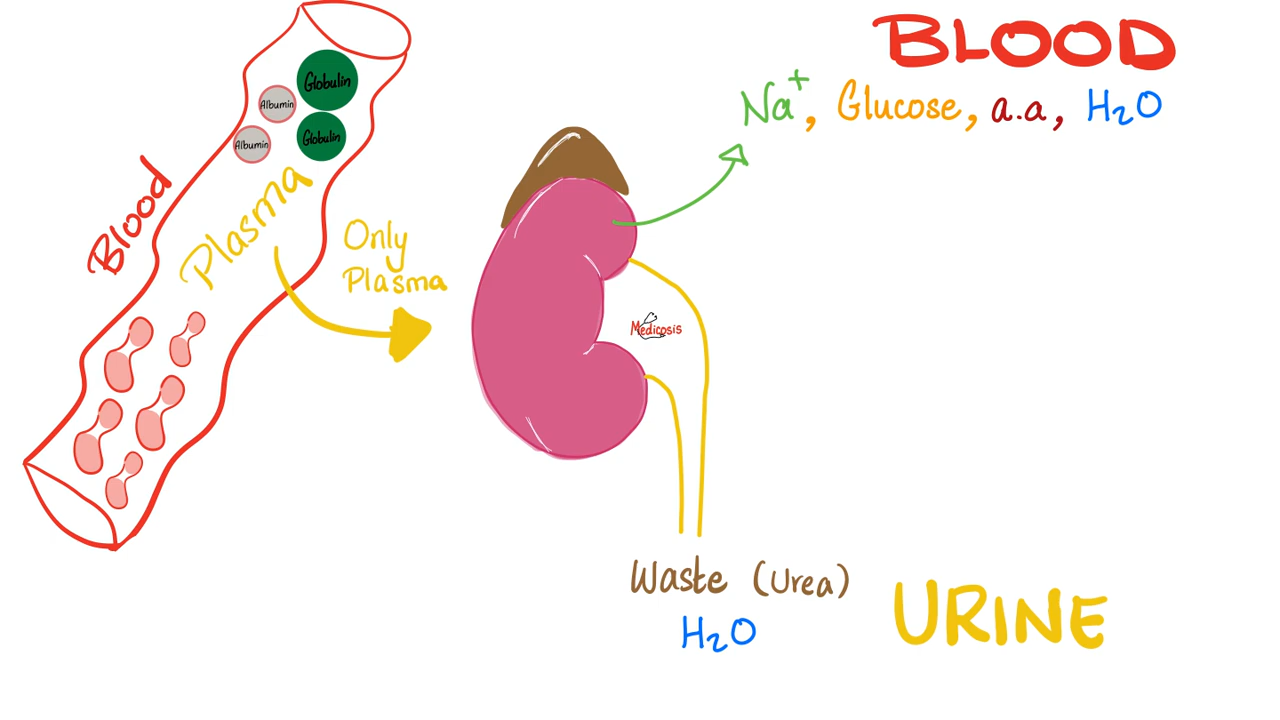 BLOOD
Na+, Glucose, a.a, H2O
Globulin
Albumin
Globulin
Albumin
Blood
Plasma
Only
Plasma
Medicosis
Waste (Urea)
H2O
URINE